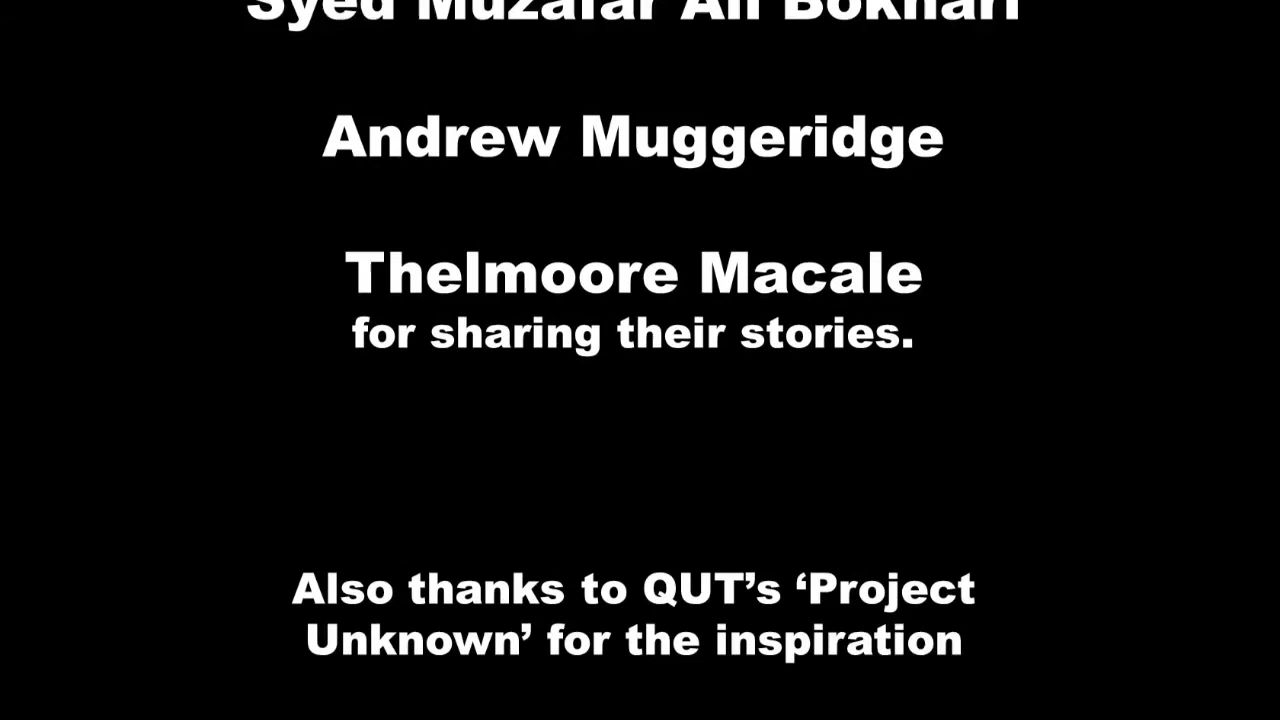 Syed Muzafar Ali Bokhari
Andrew Muggeridge
Thelmoore Macale
for sharing their stories.
Also thanks to QUT’s ‘Project
Unknown’ for the inspiration